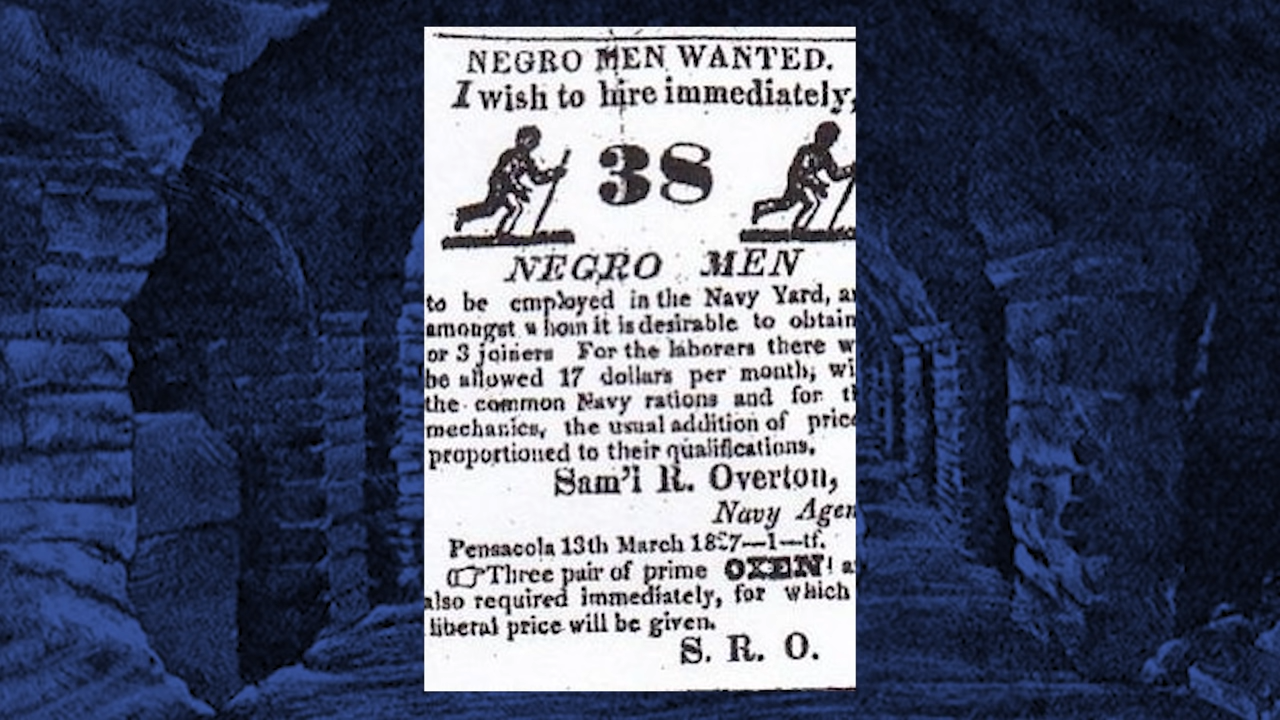 NEGRO MEN WANTED.
I wish to hire immediately,
38
NEGRO MEN
to be employed in the Navy Yard,
amongst whom it is desirable to obtain
or 3 joiners For the laborers there
be allowed 17 dollars per month,
the common Navy rations and for
mechanics, the usual addition of
proportioned to their qualifications.
Sam'l R. Overton,
Navy
Pensacola 13th March 1827—1—tf.
☞Three pair of prime OXEN!
also required immediately, for which
liberal price will be given.
S. R. O.